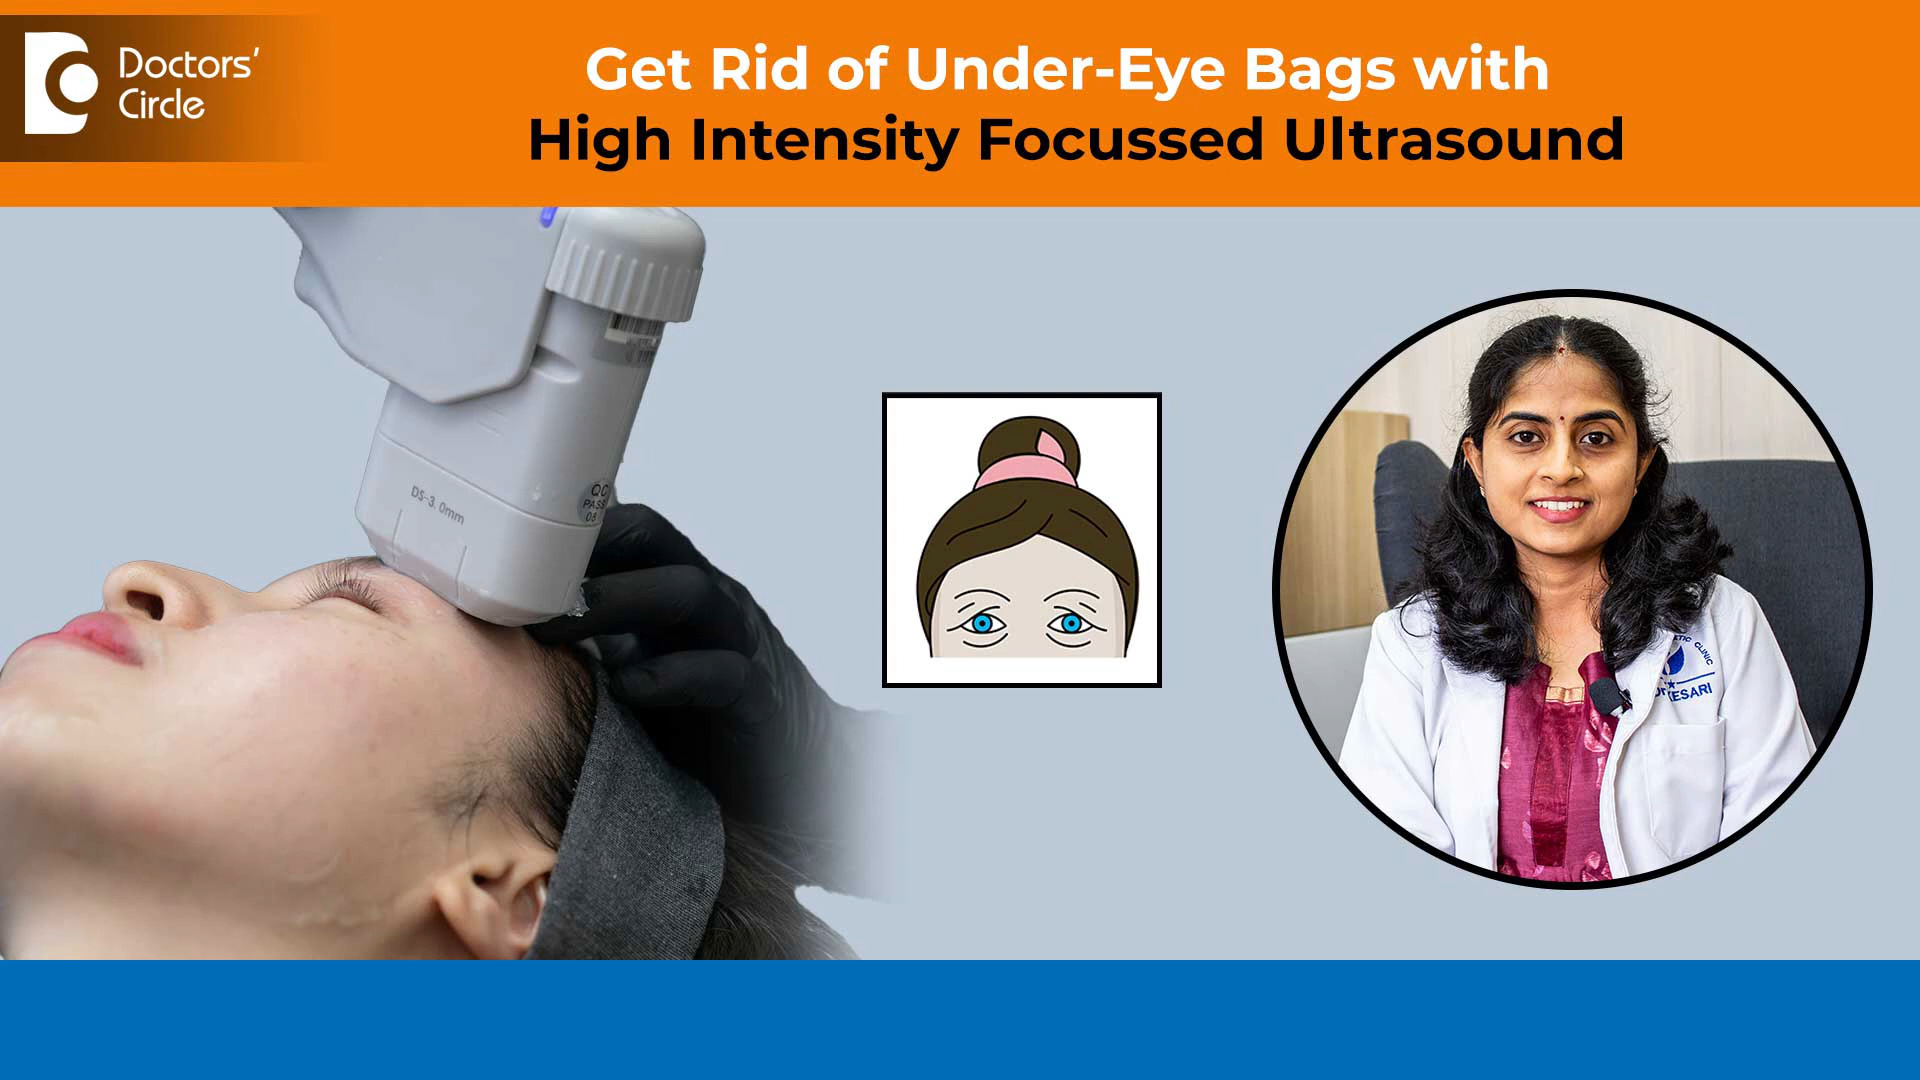 Doctors'
Circle
Get Rid of Under-Eye Bags with
High Intensity Focussed Ultrasound
DS-3.0mm
QC
PASS
08
CLINIC
KESARI